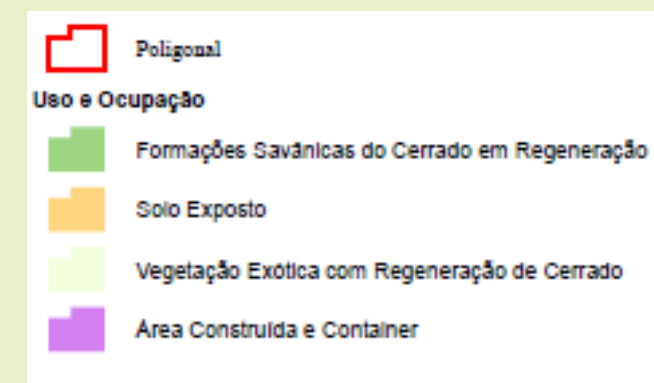 Poligonal
Uso e Ocupação
Formações Savânicas do Cerrado em Regeneração
Solo Exposto
Vegetação Exótica com Regeneração de Cerrado
Área Construída e Container